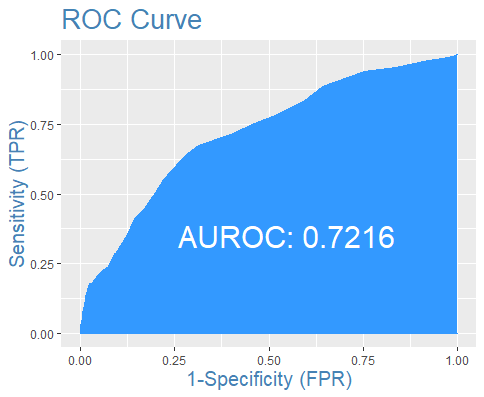 ROC Curve
1.00
0.75
0.50
0.25
0.00
Sensitivity (TPR)
AUROC: 0.7216
0.00 0.25 0.50 0.75 1.00
1-Specificity (FPR)